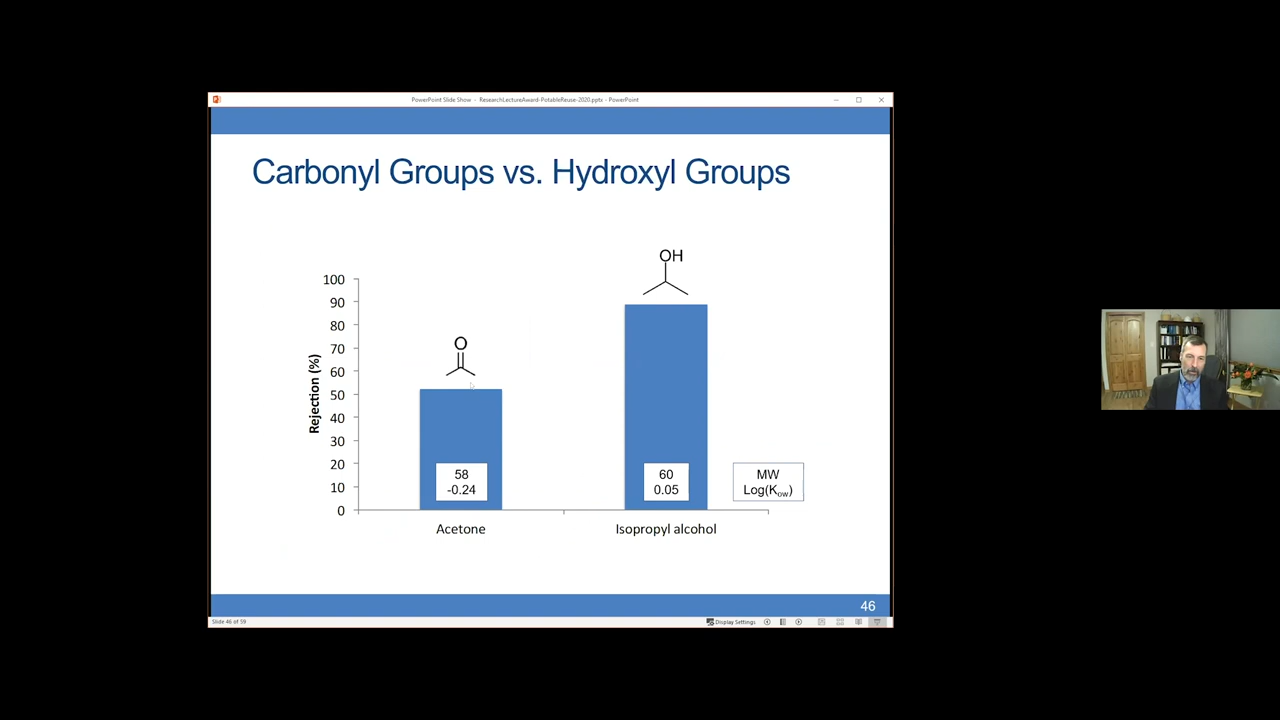 PowerPoint Slide Show - ResearchLectureAward-PotableReuse-2020.pptx - PowerPoint
Carbonyl Groups vs. Hydroxyl Groups
OH
100
90
80
70
60
50
40
30
20
10
0
Rejection (%)
O
58
-0.24
60
0.05
MW
Log(Kow)
Acetone
Isopropyl alcohol
46
Slide 46 of 59
Display Settings